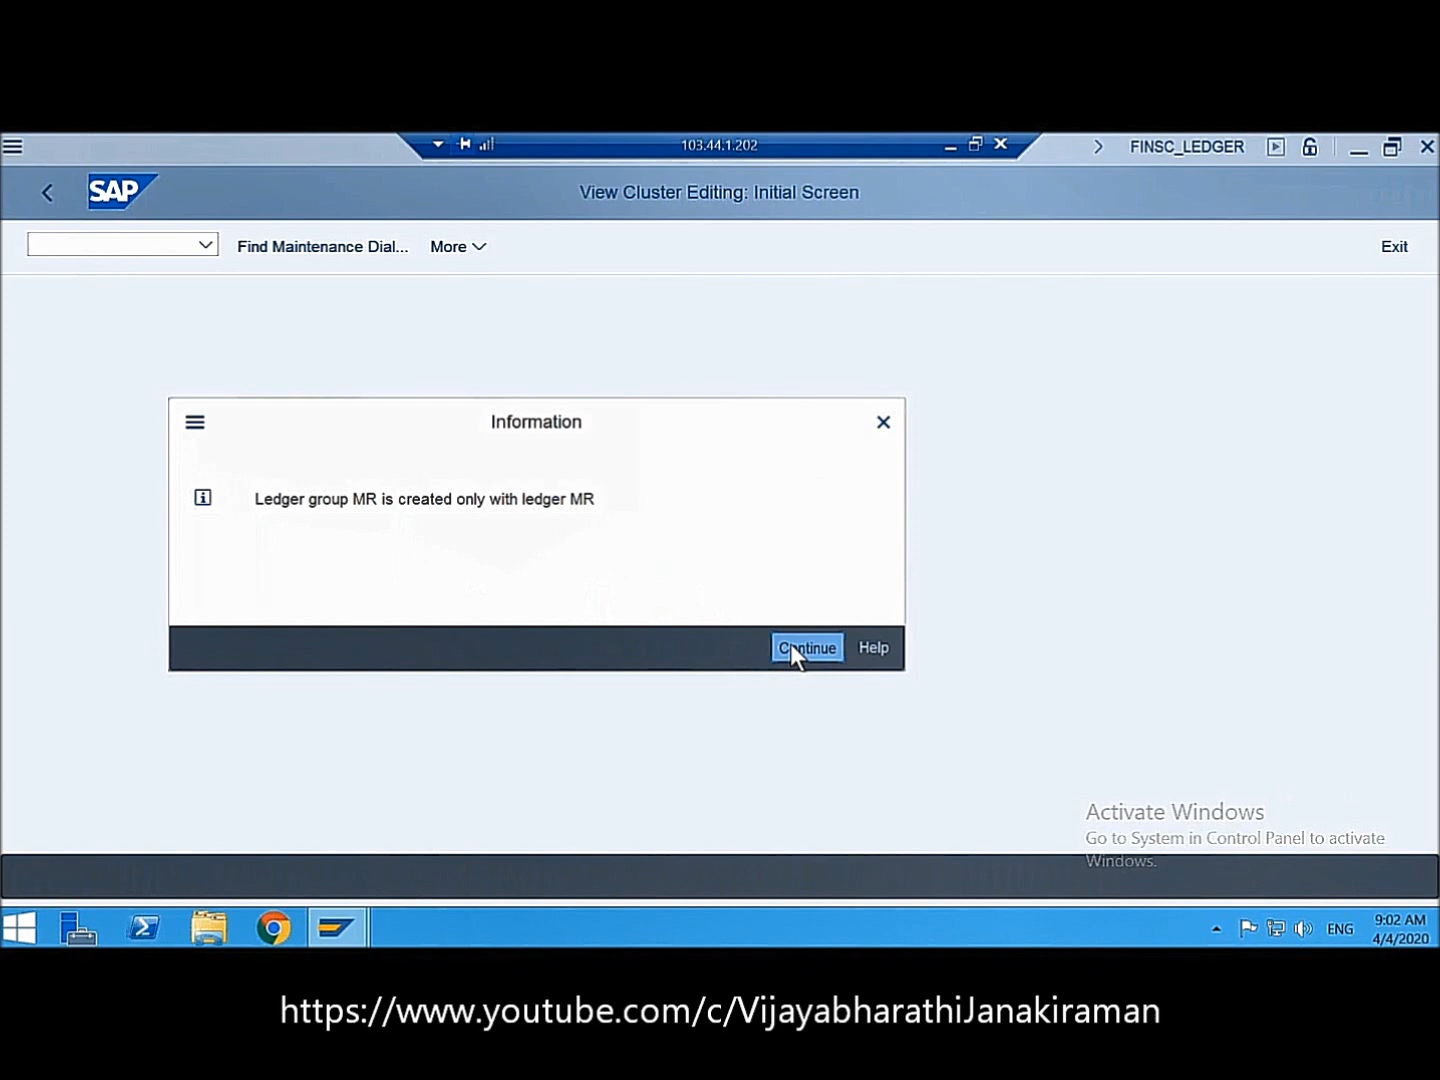 103.44.1.202
FINSC_LEDGER
SAP
View Cluster Editing: Initial Screen
Find Maintenance Dial...
More
Exit
Information
Ledger group MR is created only with ledger MR
Continue
Help
Activate Windows
Go to System in Control Panel to activate
Windows.
ENG
9:02 AM
4/4/2020
https://www.youtube.com/c/VijayabharathiJanakiraman